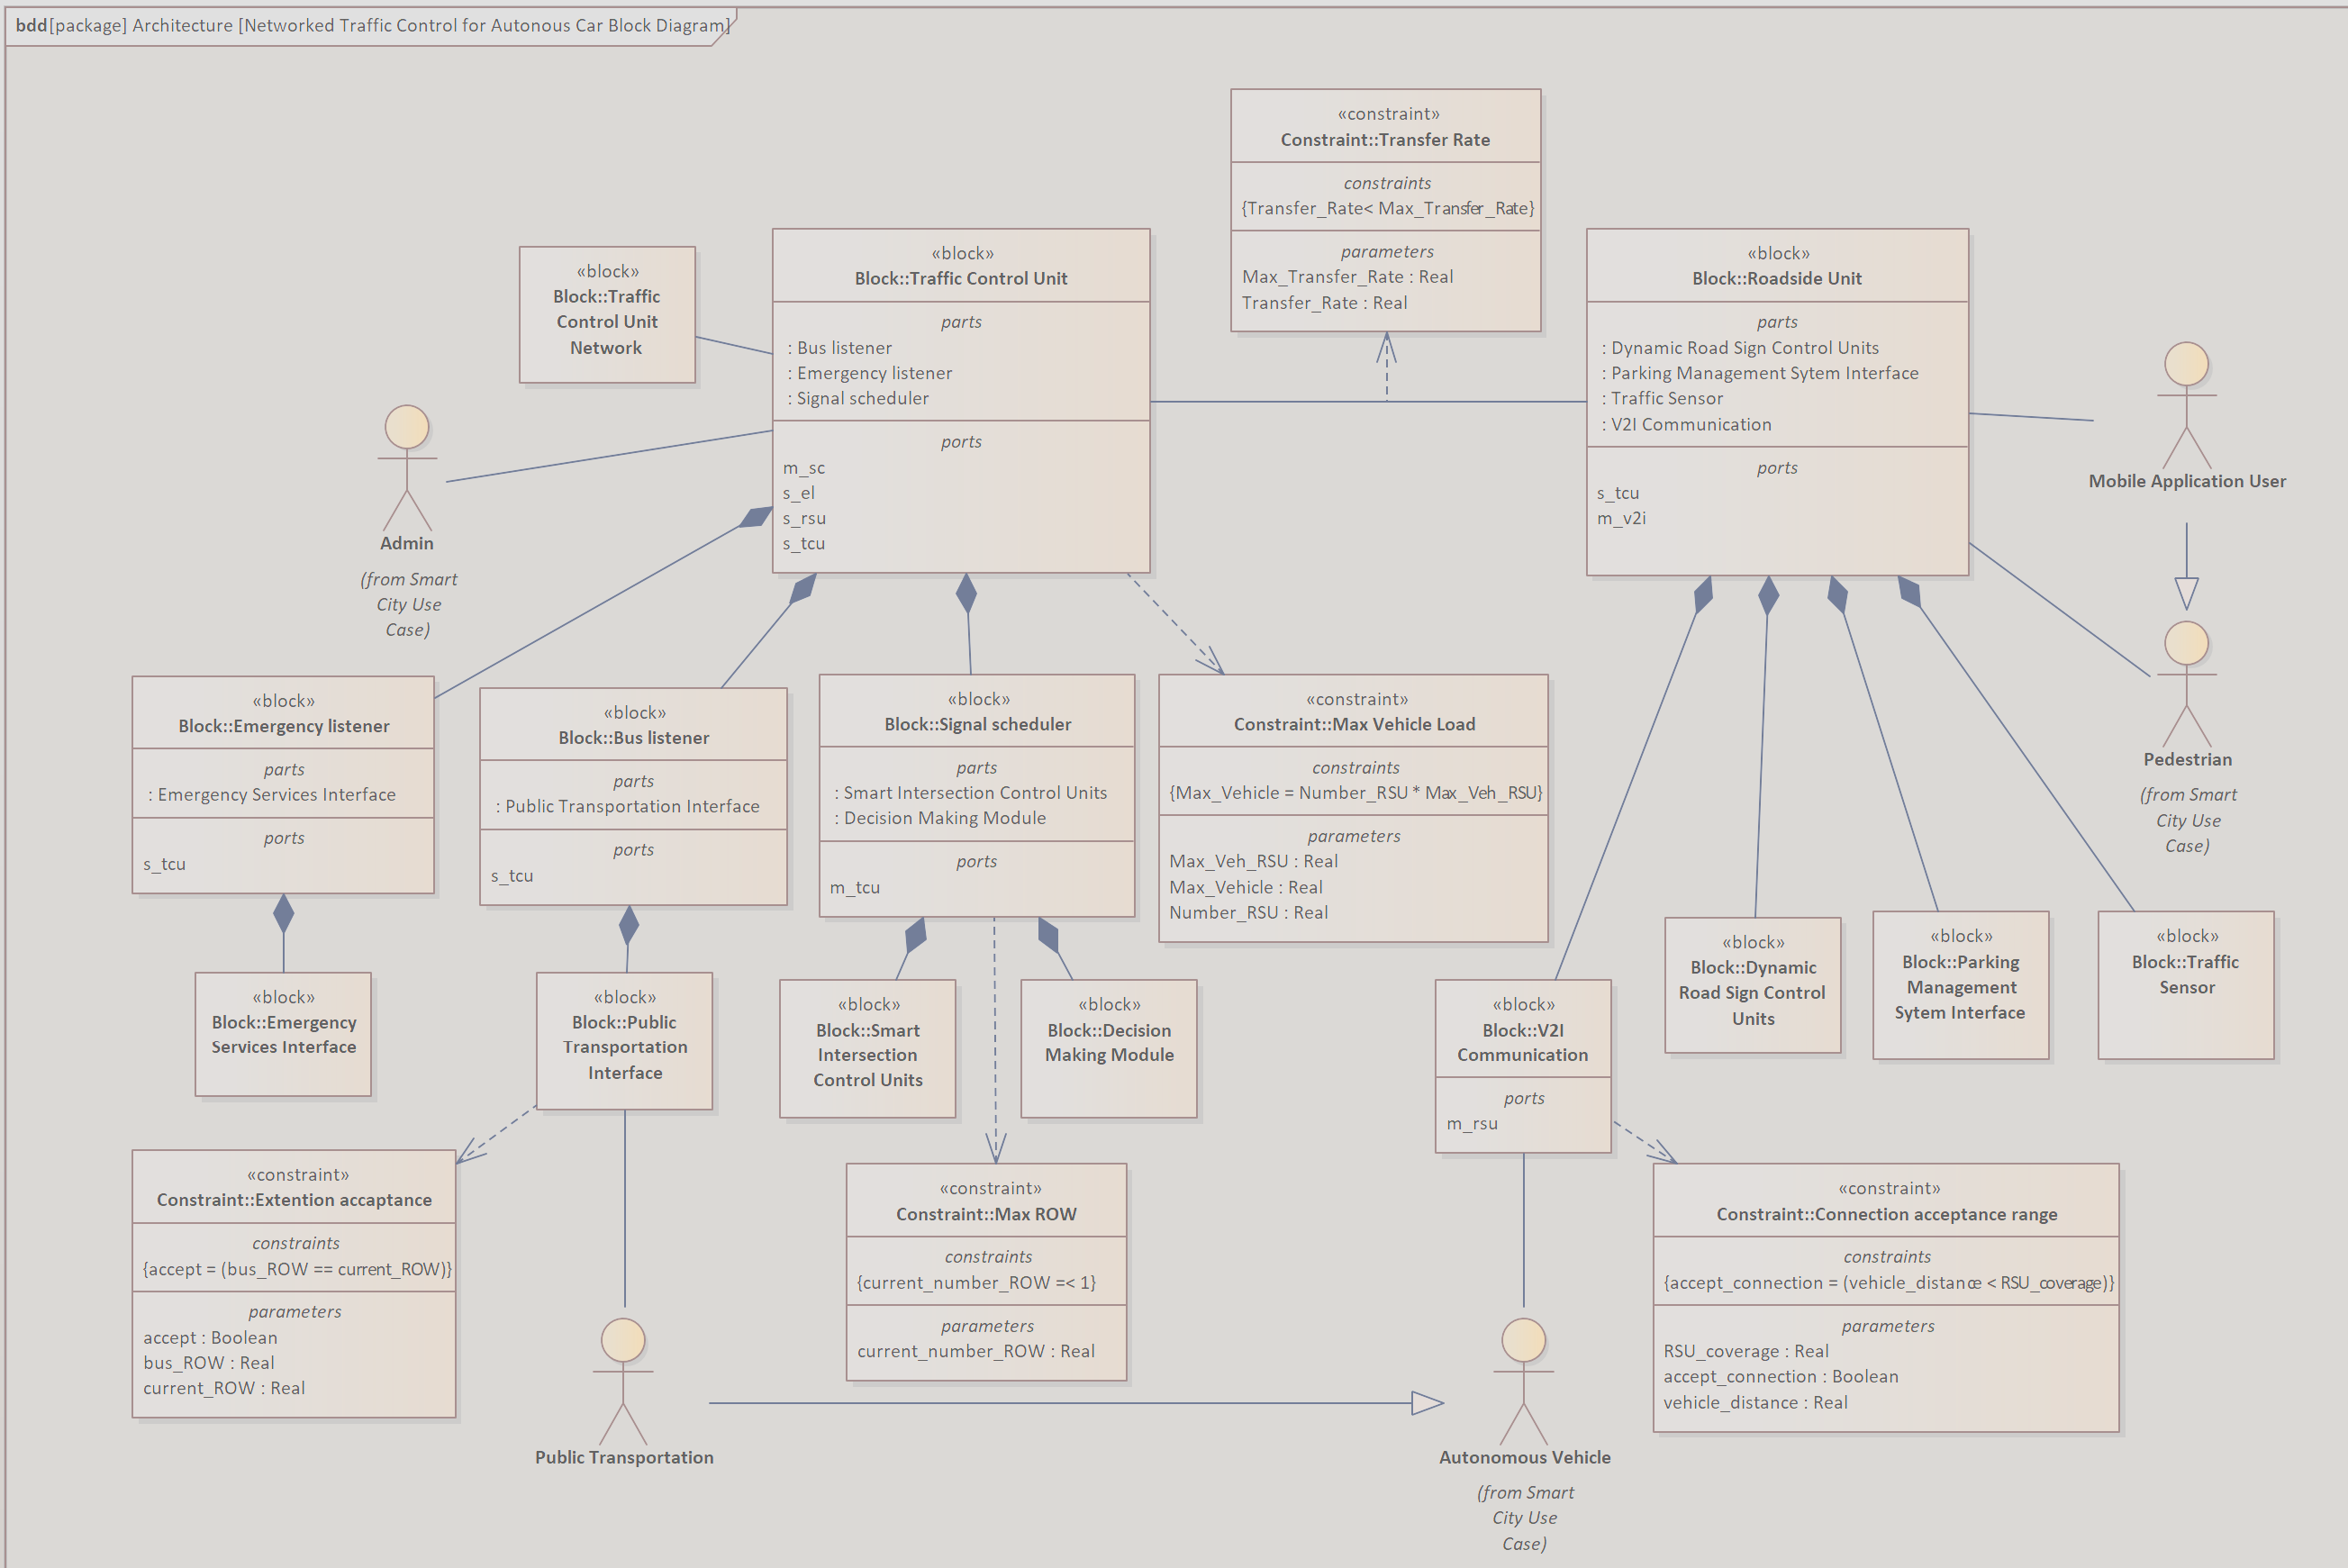 bdd[package] Architecture [Networked Traffic Control for Autonous Car Block Diagram]
«constraint»
Constraint::Transfer Rate
constraints
{Transfer_Rate< Max_Transfer_Rate}
parameters
Max_Transfer_Rate : Real
Transfer_Rate : Real
«block»
Block::Traffic
Control Unit
Network
«block»
Block::Traffic Control Unit
parts
: Bus listener
: Emergency listener
: Signal scheduler
ports
m_sc
s_el
s_rsu
s_tcu
«block»
Block::Roadside Unit
parts
: Dynamic Road Sign Control Units
: Parking Management Sytem Interface
: Traffic Sensor
: V2I Communication
ports
s_tcu
m_v2i
Mobile Application User
Admin
(from Smart
City Use
Case)
Pedestrian
(from Smart
City Use
Case)
«block»
Block::Emergency listener
parts
: Emergency Services Interface
ports
s_tcu
«block»
Block::Bus listener
parts
: Public Transportation Interface
ports
s_tcu
«block»
Block::Signal scheduler
parts
: Smart Intersection Control Units
: Decision Making Module
ports
m_tcu
«constraint»
Constraint::Max Vehicle Load
constraints
{Max_Vehicle = Number_RSU * Max_Veh_RSU}
parameters
Max_Veh_RSU : Real
Max_Vehicle : Real
Number_RSU : Real
«block»
Block::Emergency
Services Interface
«block»
Block::Public
Transportation
Interface
«block»
Block::Smart
Intersection
Control Units
«block»
Block::Decision
Making Module
«block»
Block::V2I
Communication
ports
m_rsu
«block»
Block::Dynamic
Road Sign Control
Units
«block»
Block::Parking
Management
Sytem Interface
«block»
Block::Traffic
Sensor
«constraint»
Constraint::Extention accaptance
constraints
{accept = (bus_ROW == current_ROW)}
parameters
accept : Boolean
bus_ROW : Real
current_ROW : Real
«constraint»
Constraint::Max ROW
constraints
{current_number_ROW =< 1}
parameters
current_number_ROW : Real
«constraint»
Constraint::Connection acceptance range
constraints
{accept_connection = (vehicle_distance < RSU_coverage)}
parameters
RSU_coverage : Real
accept_connection : Boolean
vehicle_distance : Real
Public Transportation
Autonomous Vehicle
(from Smart
City Use
Case)